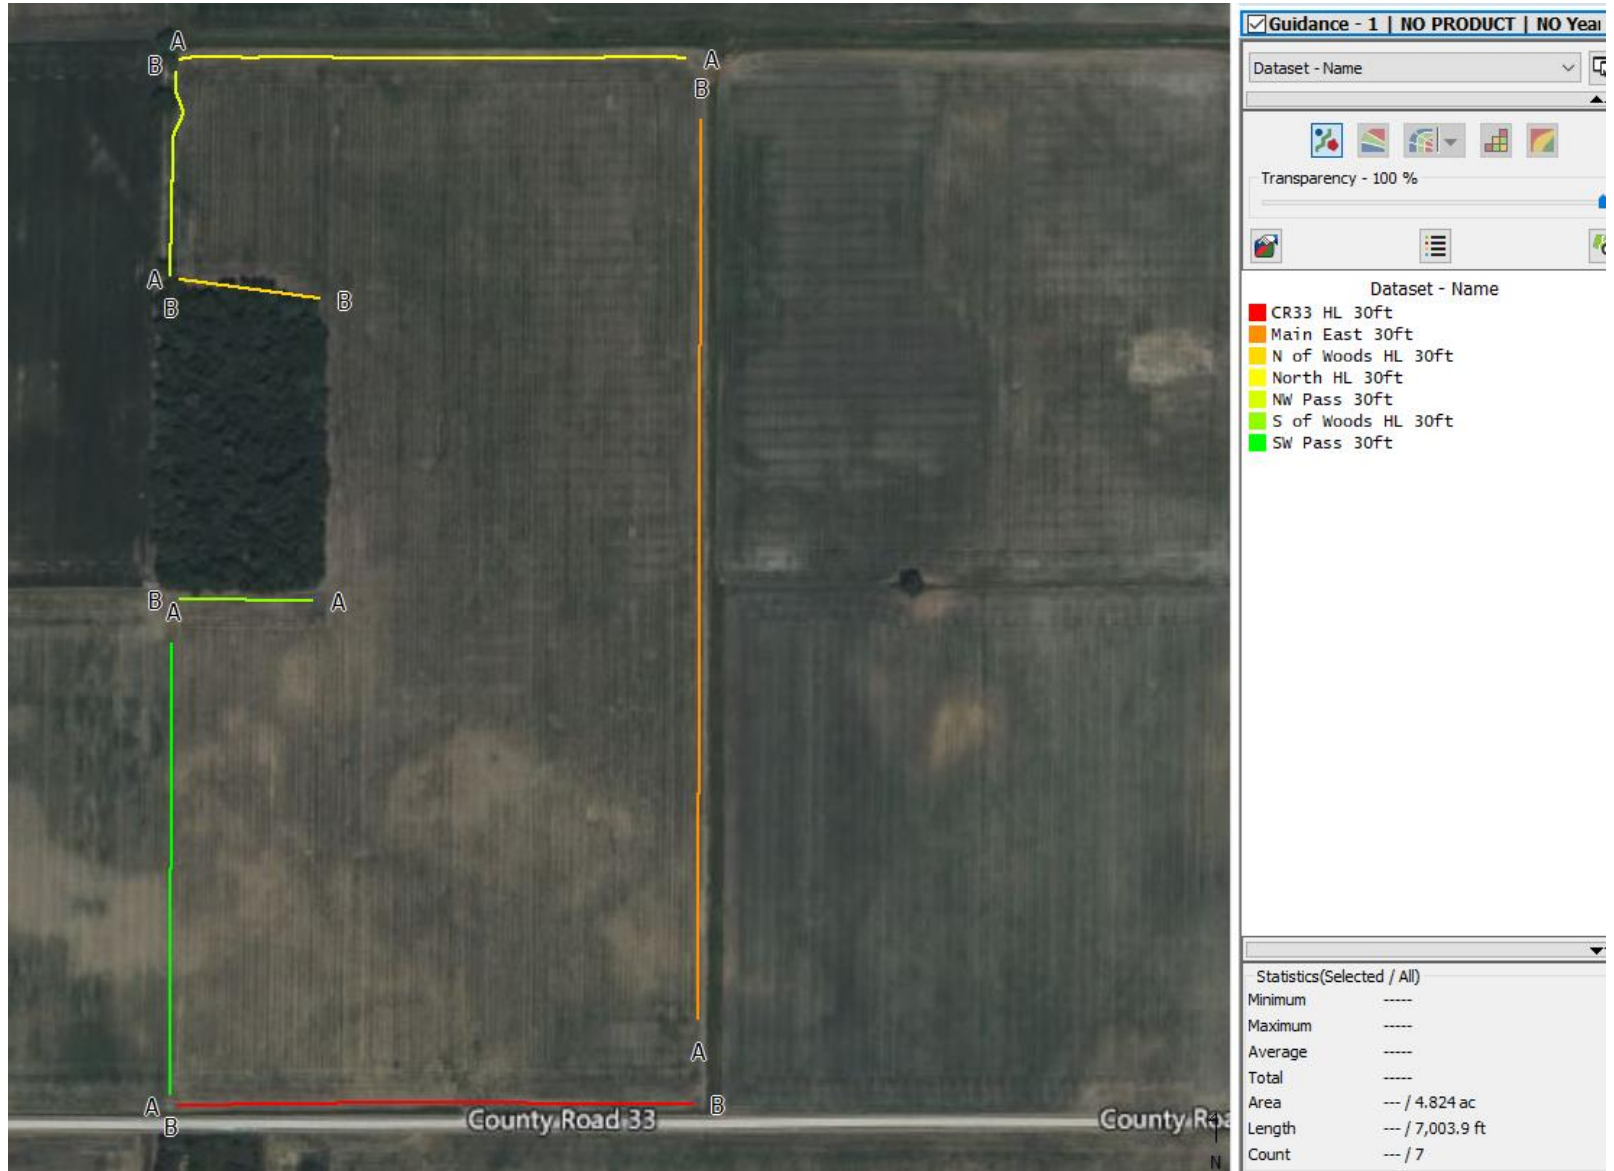 Guidance - 1 | NO PRODUCT | NO Year
Dataset - Name
Transparency - 100 %
Dataset - Name
CR33 HL 30ft
Main East 30ft
N of Woods HL 30ft
North HL 30ft
NW Pass 30ft
S of Woods HL 30ft
SW Pass 30ft
Statistics(Selected / All)
Minimum -----
Maximum -----
Average -----
Total -----
Area --- / 4.824 ac
Length --- / 7,003.9 ft
Count --- / 7
A
B
A
B
A
B
B
B
A
A
A
A
B
B
County Road 33
County Roa
N